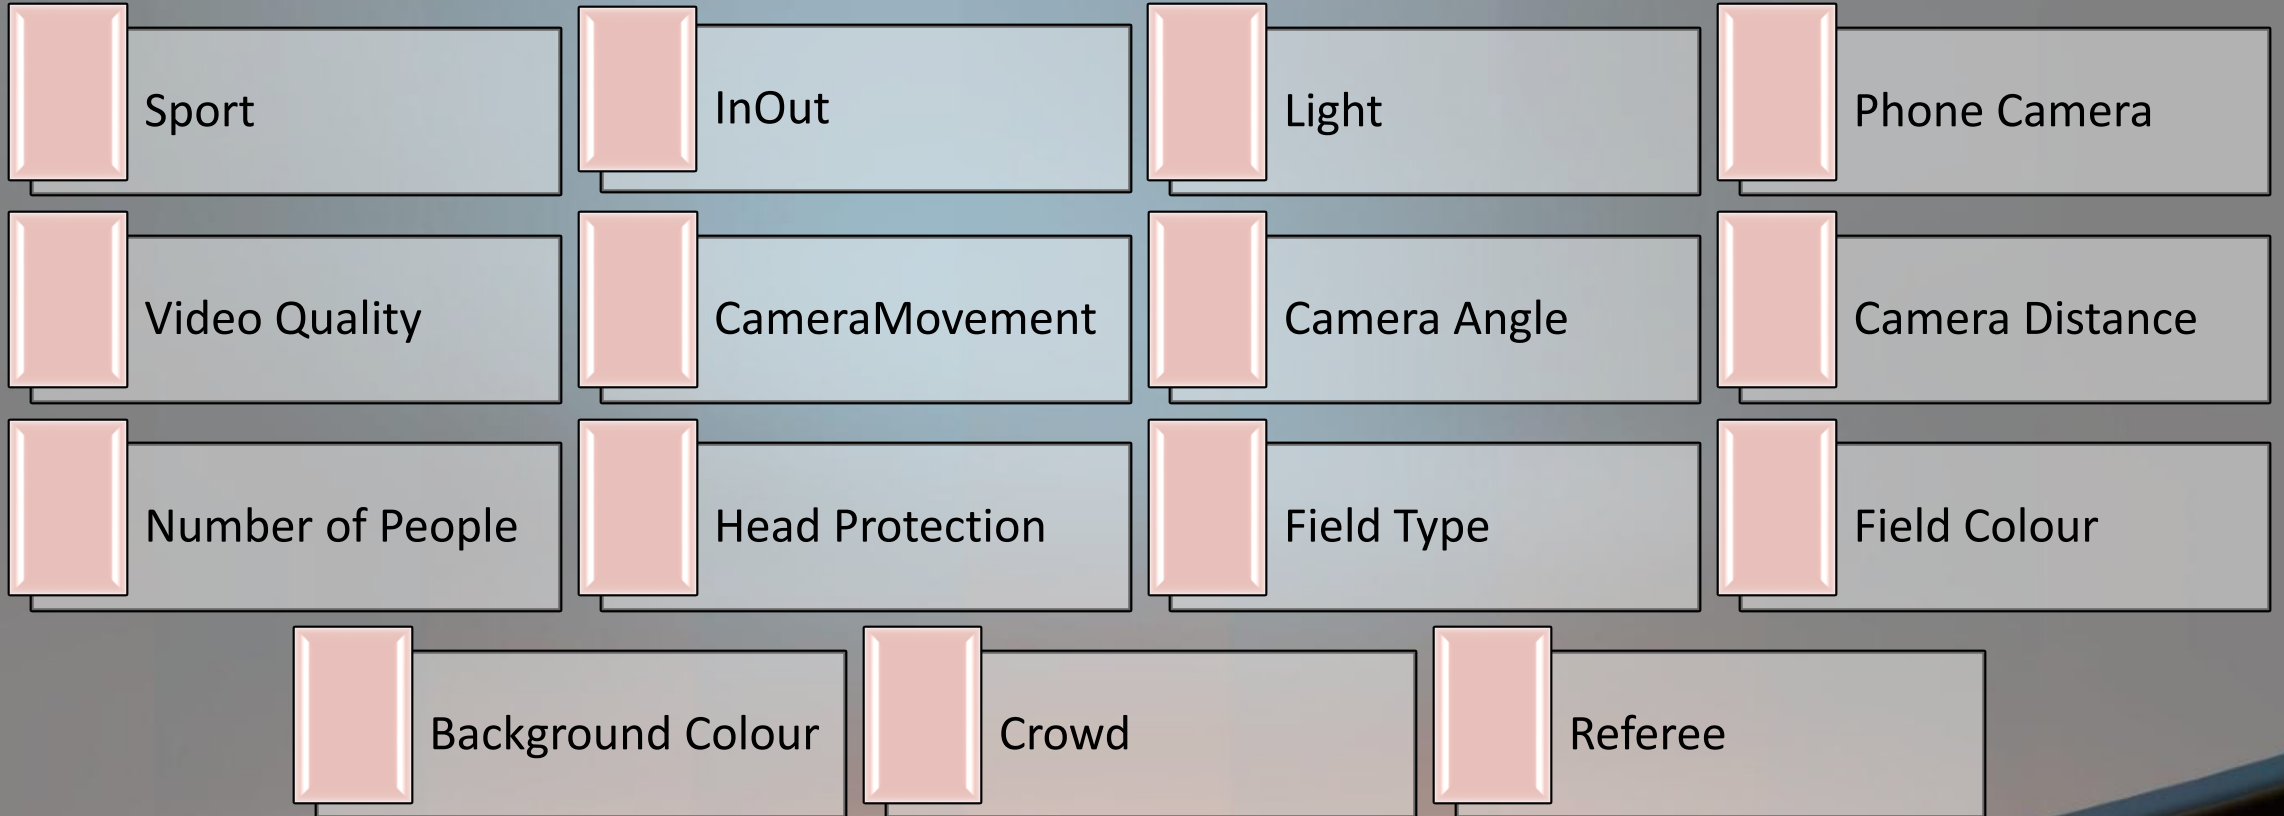 Sport
InOut
Light
Phone Camera
Video Quality
CameraMovement
Camera Angle
Camera Distance
Number of People
Head Protection
Field Type
Field Colour
Background Colour
Crowd
Referee